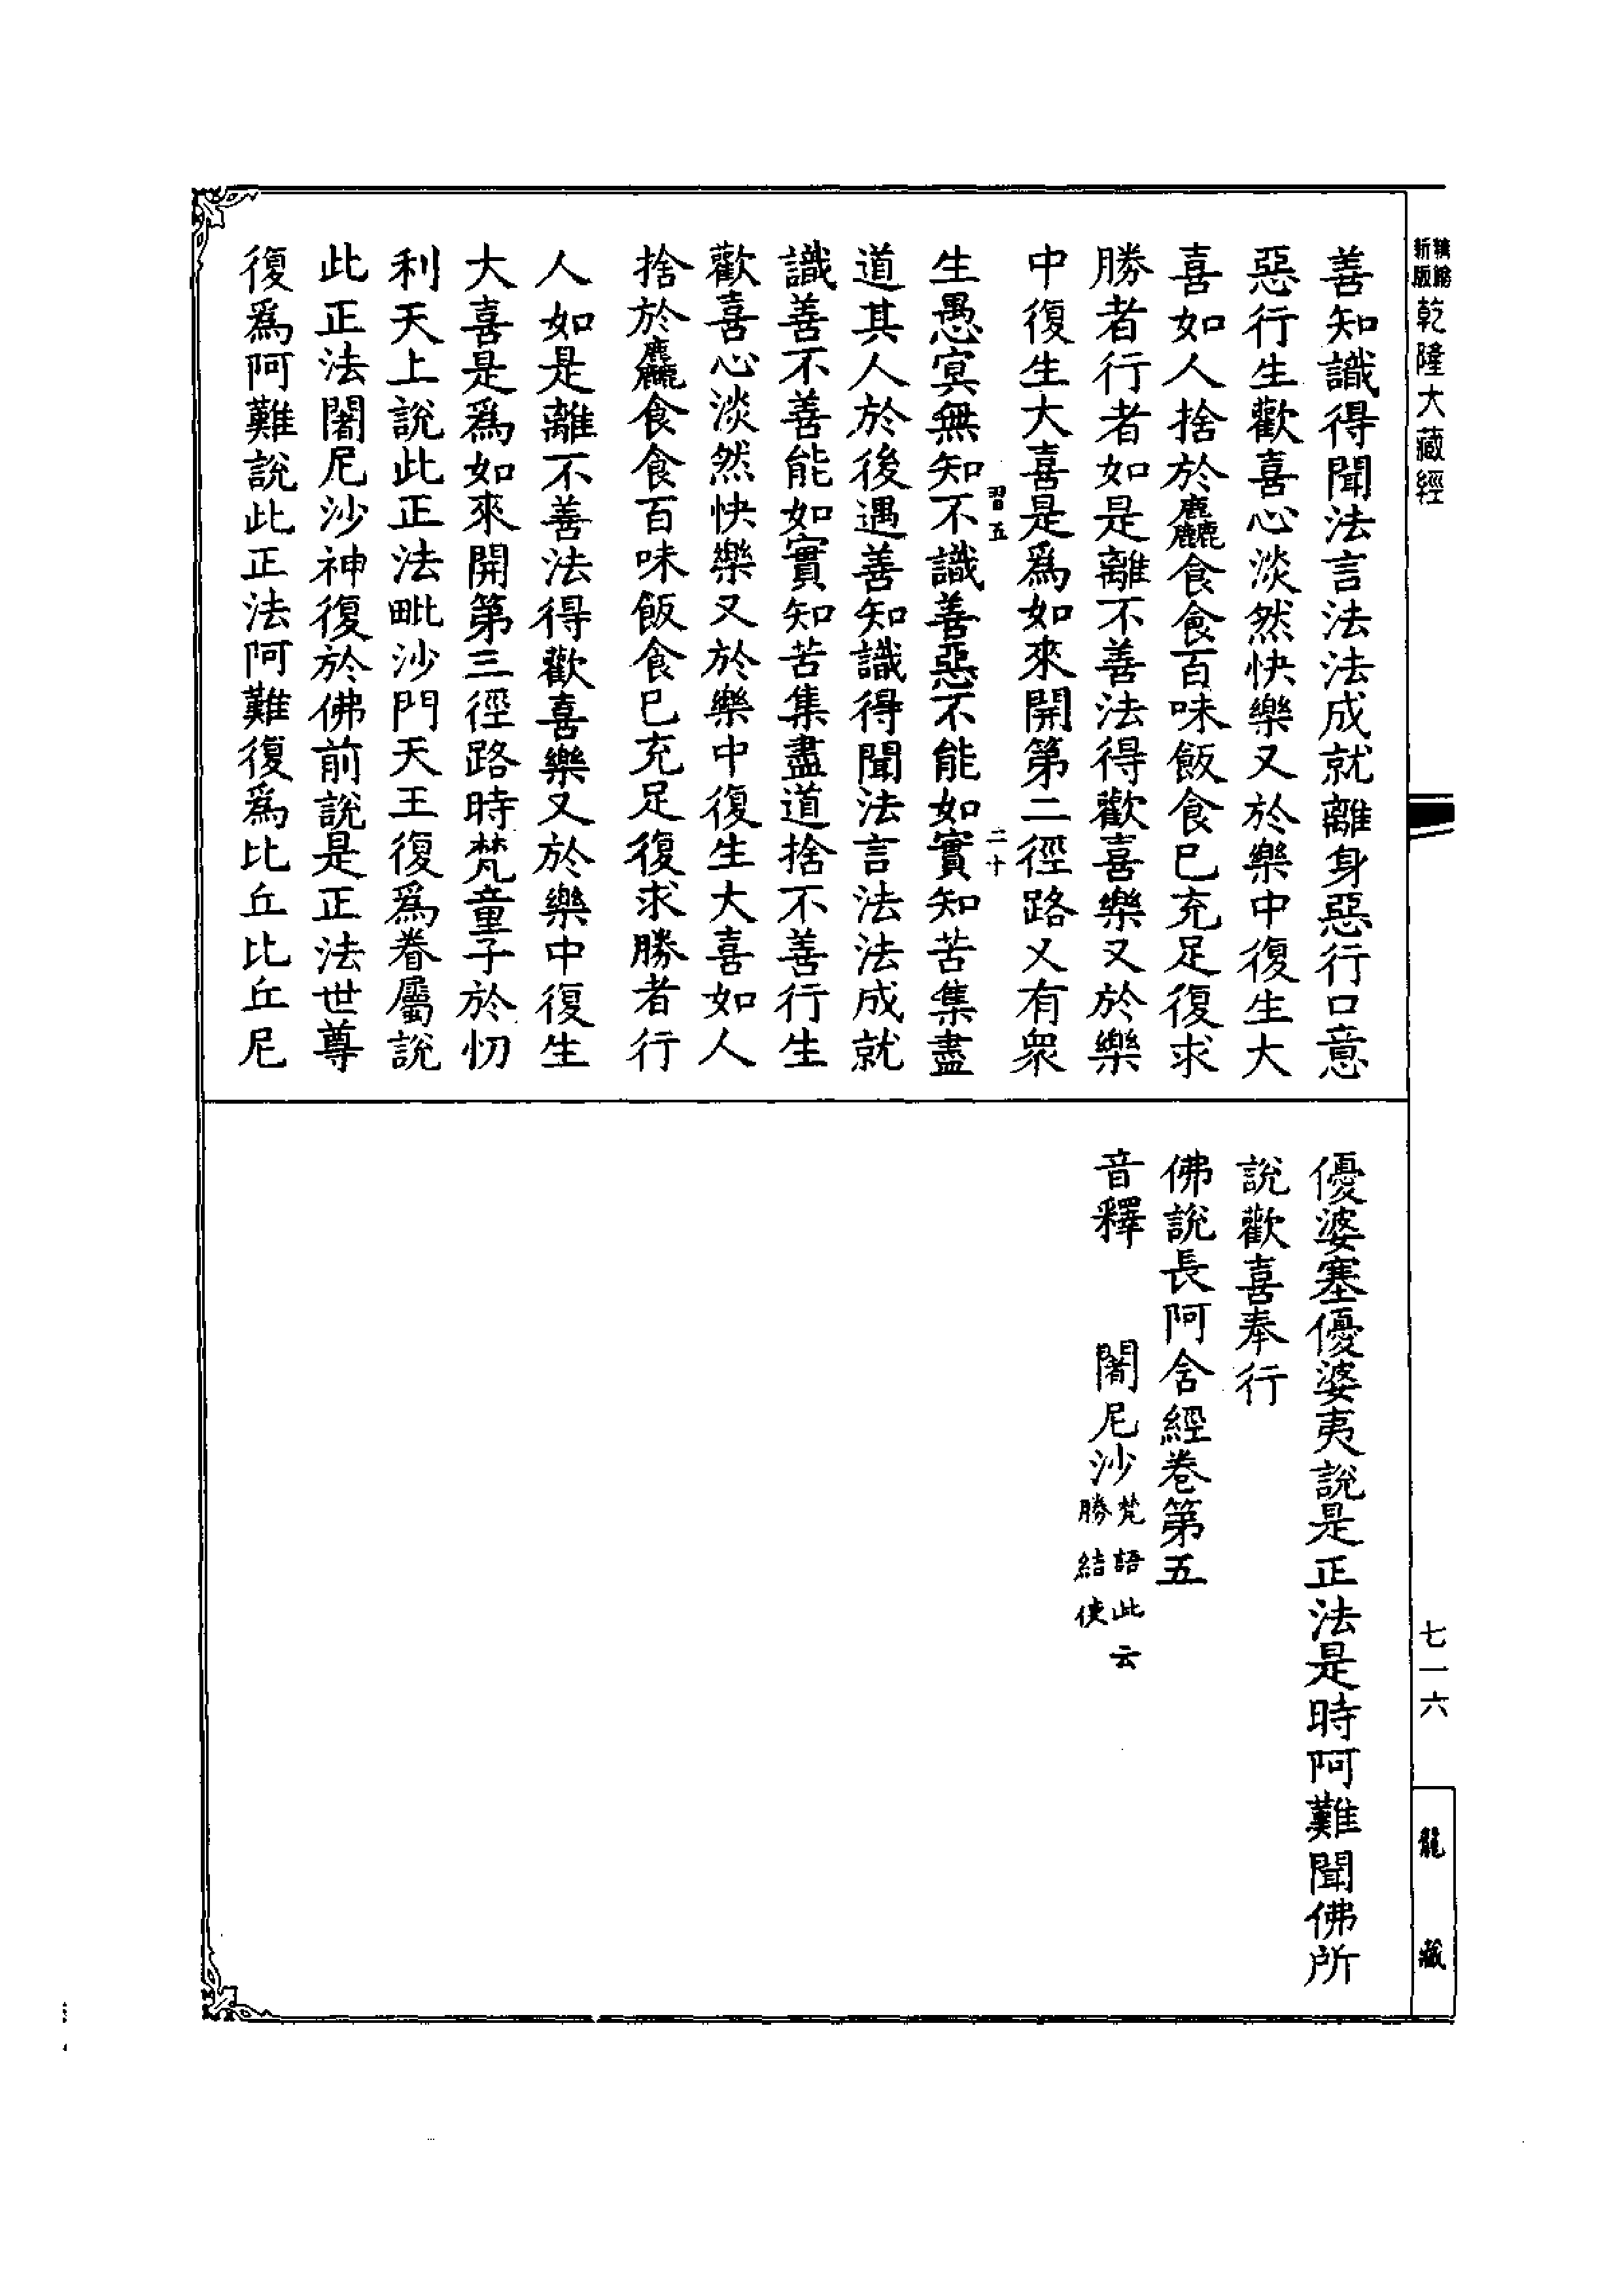 精緻
新版
乾隆大藏經
善知識得聞法言法法成就離身惡行口意
惡行生歡喜心淡然快樂又於樂中復生大
喜如人捨於麤食食百味飯食已充足復求
勝者行者如是離不善法得歡喜樂又於樂
中復生大喜是爲如來開第二徑路又有衆
習五
二十
生愚冥無知不識善惡不能如實知苦集盡
道其人於後遇善知識得聞法言法法成就
識善不善能如實知苦集盡道捨不善行生
歡喜心淡然快樂又於樂中復生大喜如人
捨於麤食食百味飯食已充足復求勝者行
人如是離不善法得歡喜樂又於樂中復生
大喜是爲如來開第三徑路時梵童子於忉
利天上說此正法毗沙門天王復爲眷屬說
此正法闍尼沙神復於佛前說是正法世尊
復爲阿難說此正法阿難復爲比丘比丘尼
優婆塞優婆夷說是正法是時阿難聞佛所
說歡喜奉行
佛說長阿含經卷第五
音釋
闍尼沙梵語此云勝結使
七一六
龍藏